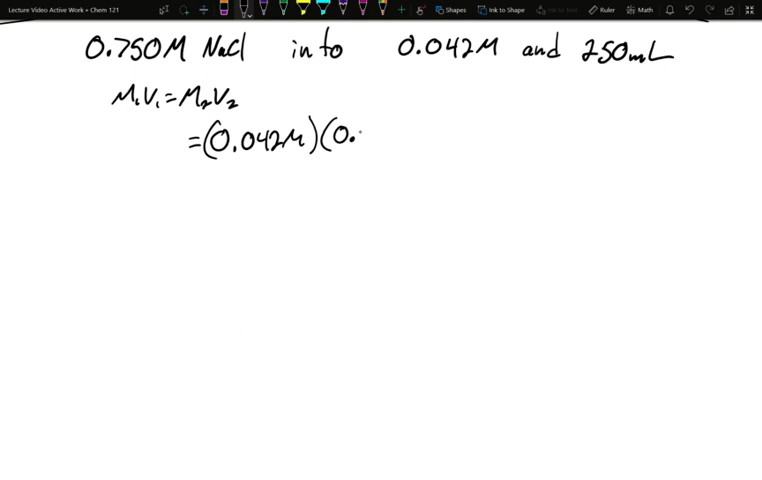 Lecture Video Active Work » Chem 121
Shapes Ink to Shape Ink to Text Ruler Math
0.750M NaCl into 0.042M and 250mL
M₁V₁=M₂V₂
=(0.042M)(0.